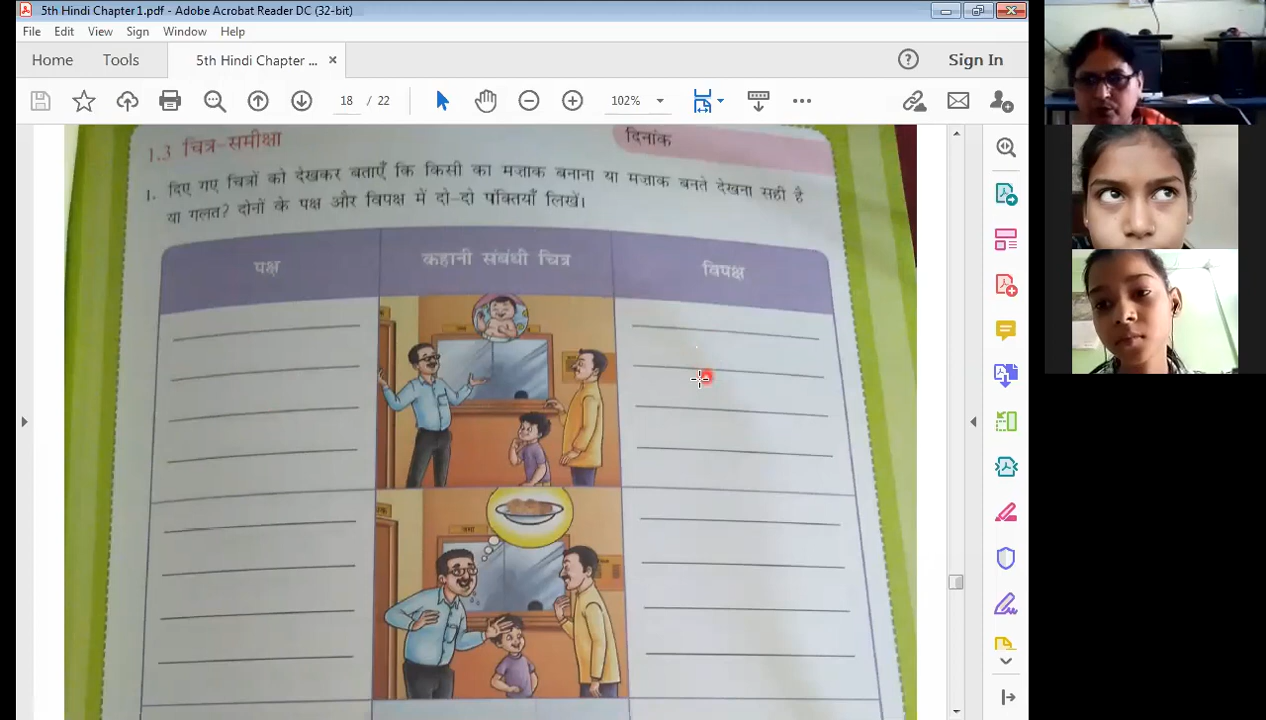 5th Hindi Chapter 1.pdf - Adobe Acrobat Reader DC (32-bit)
File Edit View Sign Window Help
Home Tools 5th Hindi Chapter ... × Sign In
18 / 22 102%
1.3 चित्र-समीक्षा
दिनांक
1. दिए गए चित्रों को देखकर बताएँ कि किसी का मज़ाक बनाना या मज़ाक बनते देखना सही है
या गलत? दोनों के पक्ष और विपक्ष में दो-दो पंक्तियाँ लिखें।
पक्ष कहानी संबंधी चित्र विपक्ष